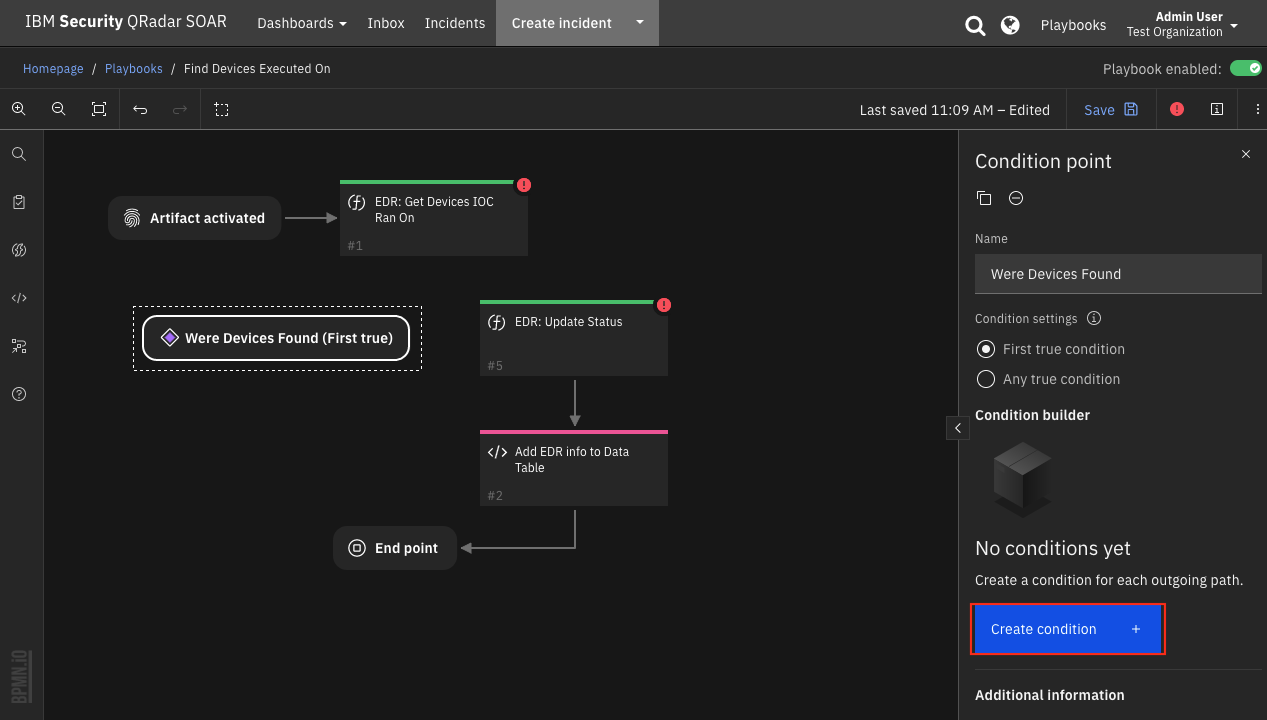 IBM Security QRadar SOAR
Dashboards
Inbox
Incidents
Create incident
Playbooks
Admin User
Test Organization
Homepage / Playbooks / Find Devices Executed On
Playbook enabled:
Last saved 11:09 AM – Edited
Save
Artifact activated
EDR: Get Devices IOC
Ran On
#1
Were Devices Found (First true)
EDR: Update Status
#5
Add EDR info to Data
Table
#2
End point
BPMN.iO
Condition point
Name
Were Devices Found
Condition settings
First true condition
Any true condition
Condition builder
No conditions yet
Create a condition for each outgoing path.
Create condition +
Additional information